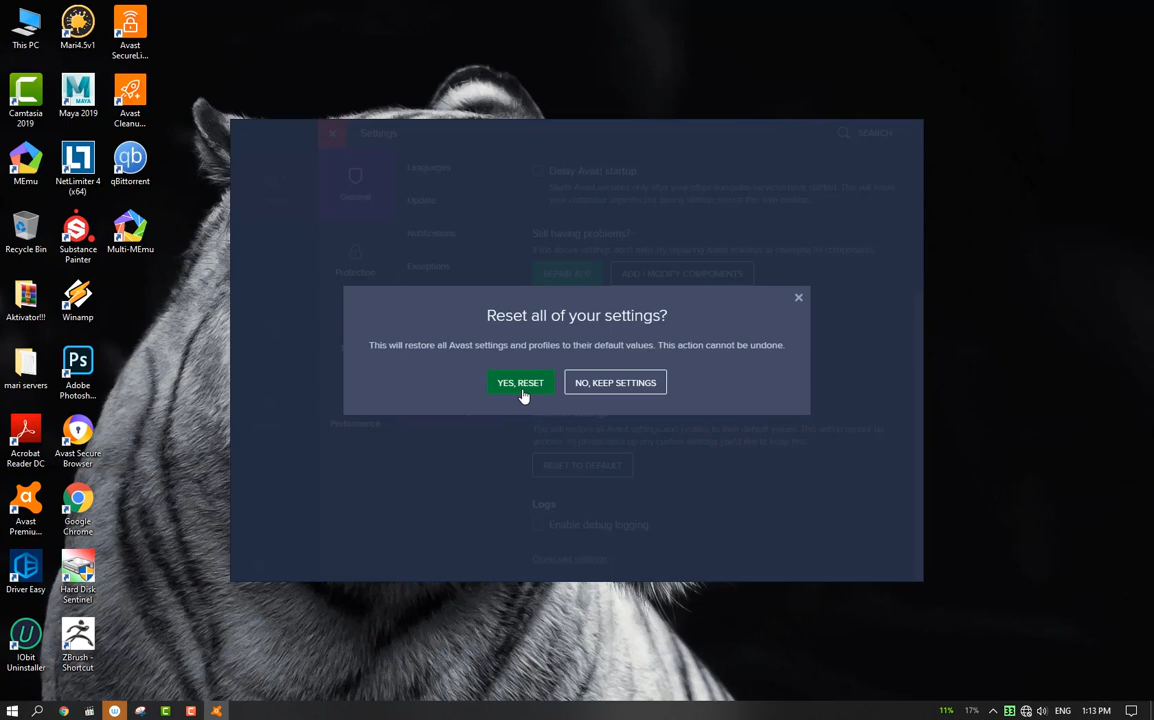 This PC
Mari4.5v1
Avast
SecureLi...
Camtasia
2019
Maya 2019
Avast
Cleanu...
MEmu
NetLimiter 4
(x64)
qBittorrent
Recycle Bin
Substance
Painter
Multi-MEmu
Aktivator!!!
Winamp
mari servers
Adobe
Photosh...
Acrobat
Reader DC
Avast Secure
Browser
Avast
Premiu...
Google
Chrome
Driver Easy
Hard Disk
Sentinel
IObit
Uninstaller
ZBrush -
Shortcut
Settings
SEARCH
General
Protection
Performance
Languages
Update
Notifications
Exceptions
Delay Avast startup
Still having problems?
REPAIR APP
ADD / MODIFY COMPONENTS
Reset all of your settings?
This will restore all Avast settings and profiles to their default values. This action cannot be undone.
YES, RESET
NO, KEEP SETTINGS
RESET TO DEFAULT
Logs
Enable debug logging
11%
17%
33
ENG
1:13 PM